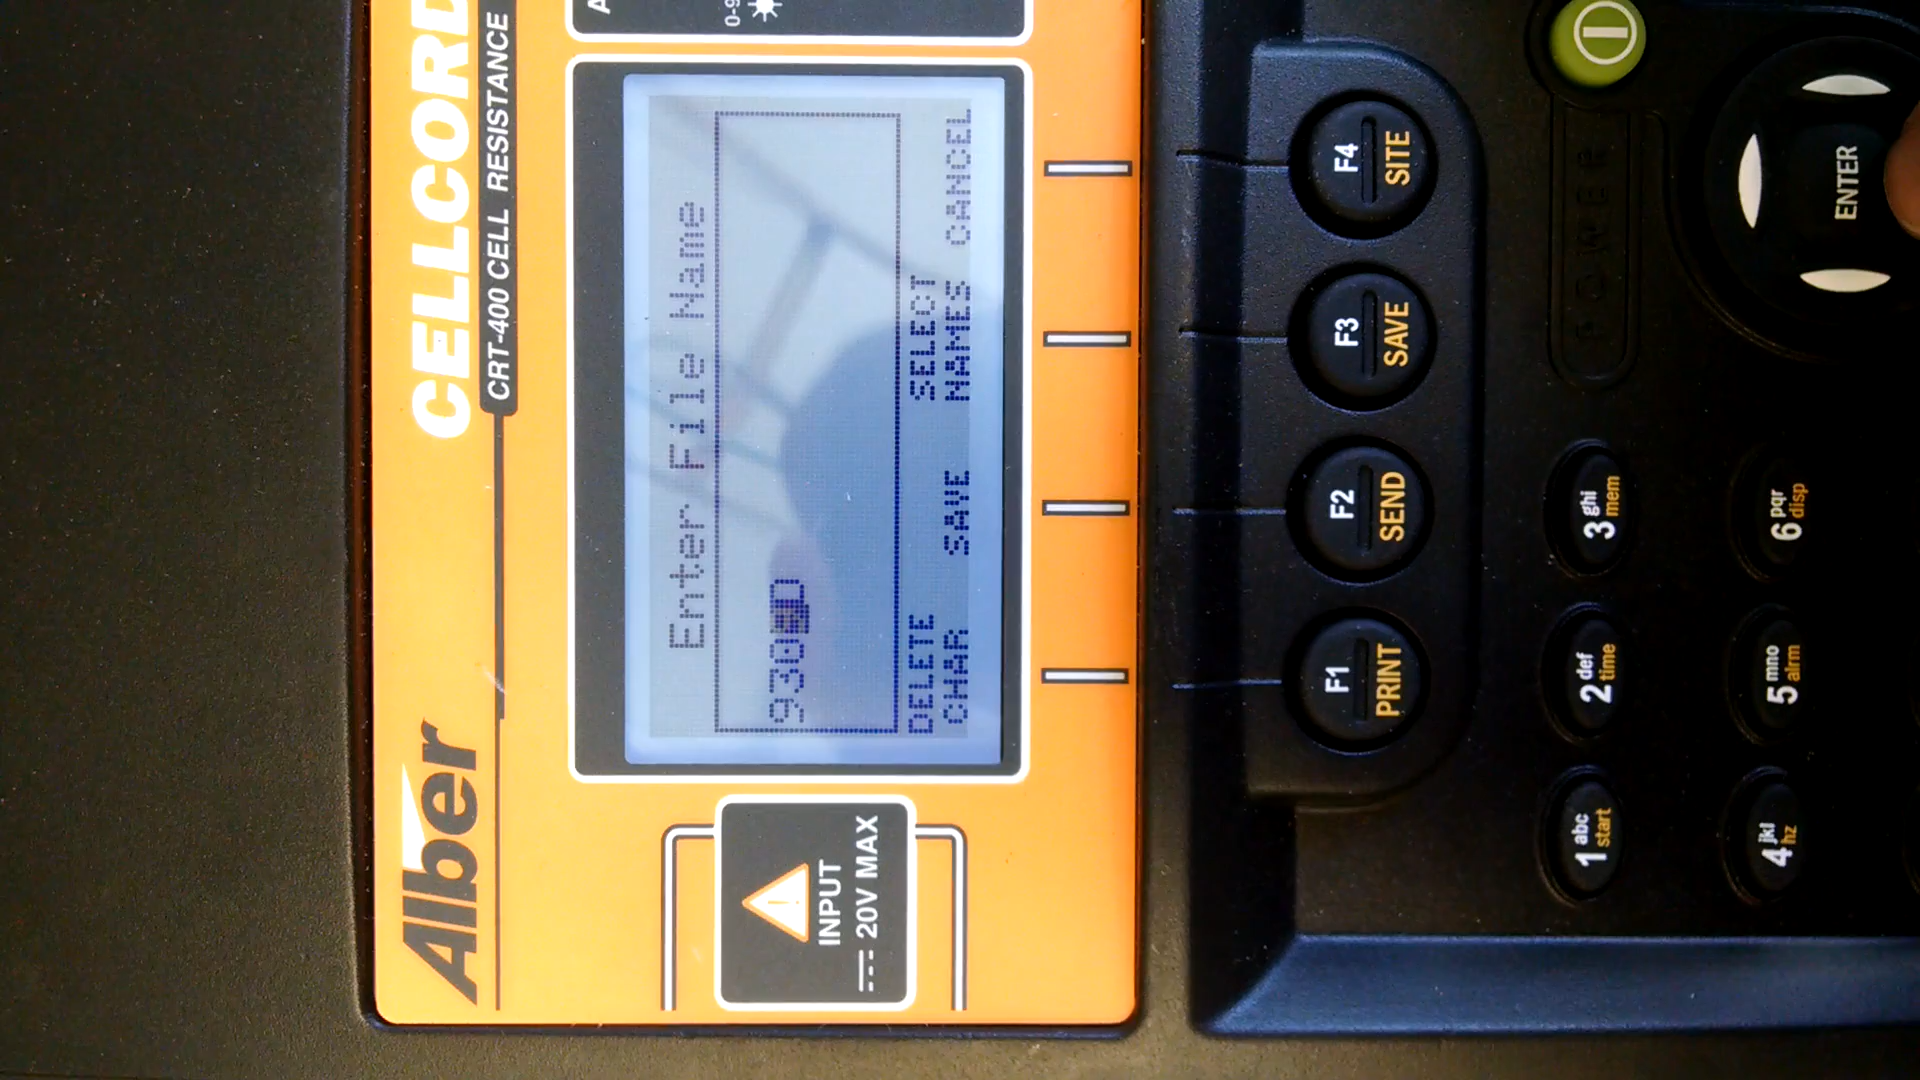 CELLCORD
CRT-400 CELL RESISTANCE
Alber
Enter File Name
DELETE CHAR
SAVE
SELECT NAMES
CANCEL
INPUT
20V MAX
F1
PRINT
F2
SEND
F3
SAVE
F4
SITE
POWER
ENTER
1 abc
start
2 def
time
3 ghi
mem
4 jkl
hz
5 mno
alrm
6 pqr
disp